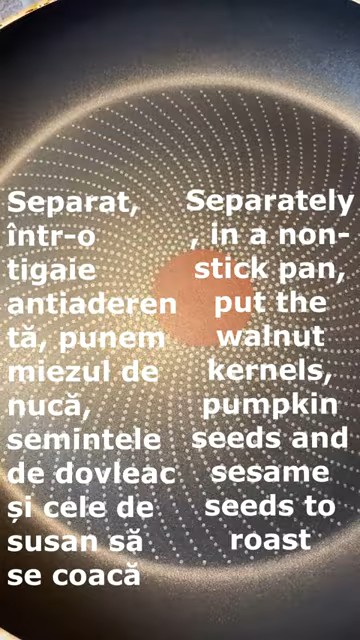 Separat,
într-o
tigaie
antiaderen
tă, punem
miezul de
nucă,
semintele
de dovleac
și cele de
susan să
se coacă
Separately
, in a non-
stick pan,
put the
walnut
kernels,
pumpkin
seeds and
sesame
seeds to
roast